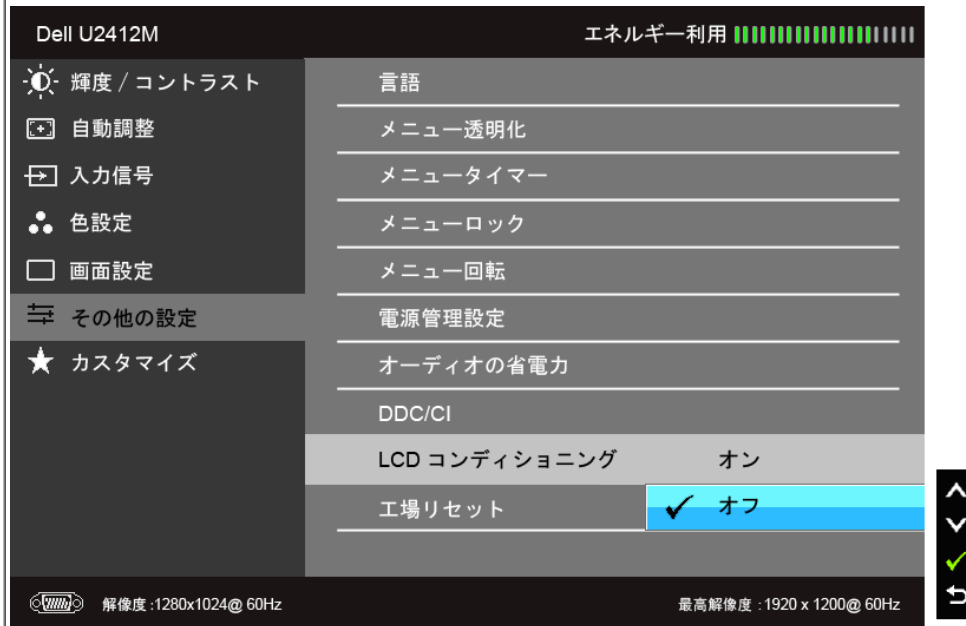 Dell U2412M
エネルギー利用
輝度 / コントラスト
自動調整
入力信号
色設定
画面設定
その他の設定
カスタマイズ
言語
メニュー透明化
メニュータイマー
メニューロック
メニュー回転
電源管理設定
オーディオの省電力
DDC/CI
LCD コンディショニング オン
工場リセット オフ
解像度 :1280x1024@ 60Hz
最高解像度 : 1920 x 1200@ 60Hz